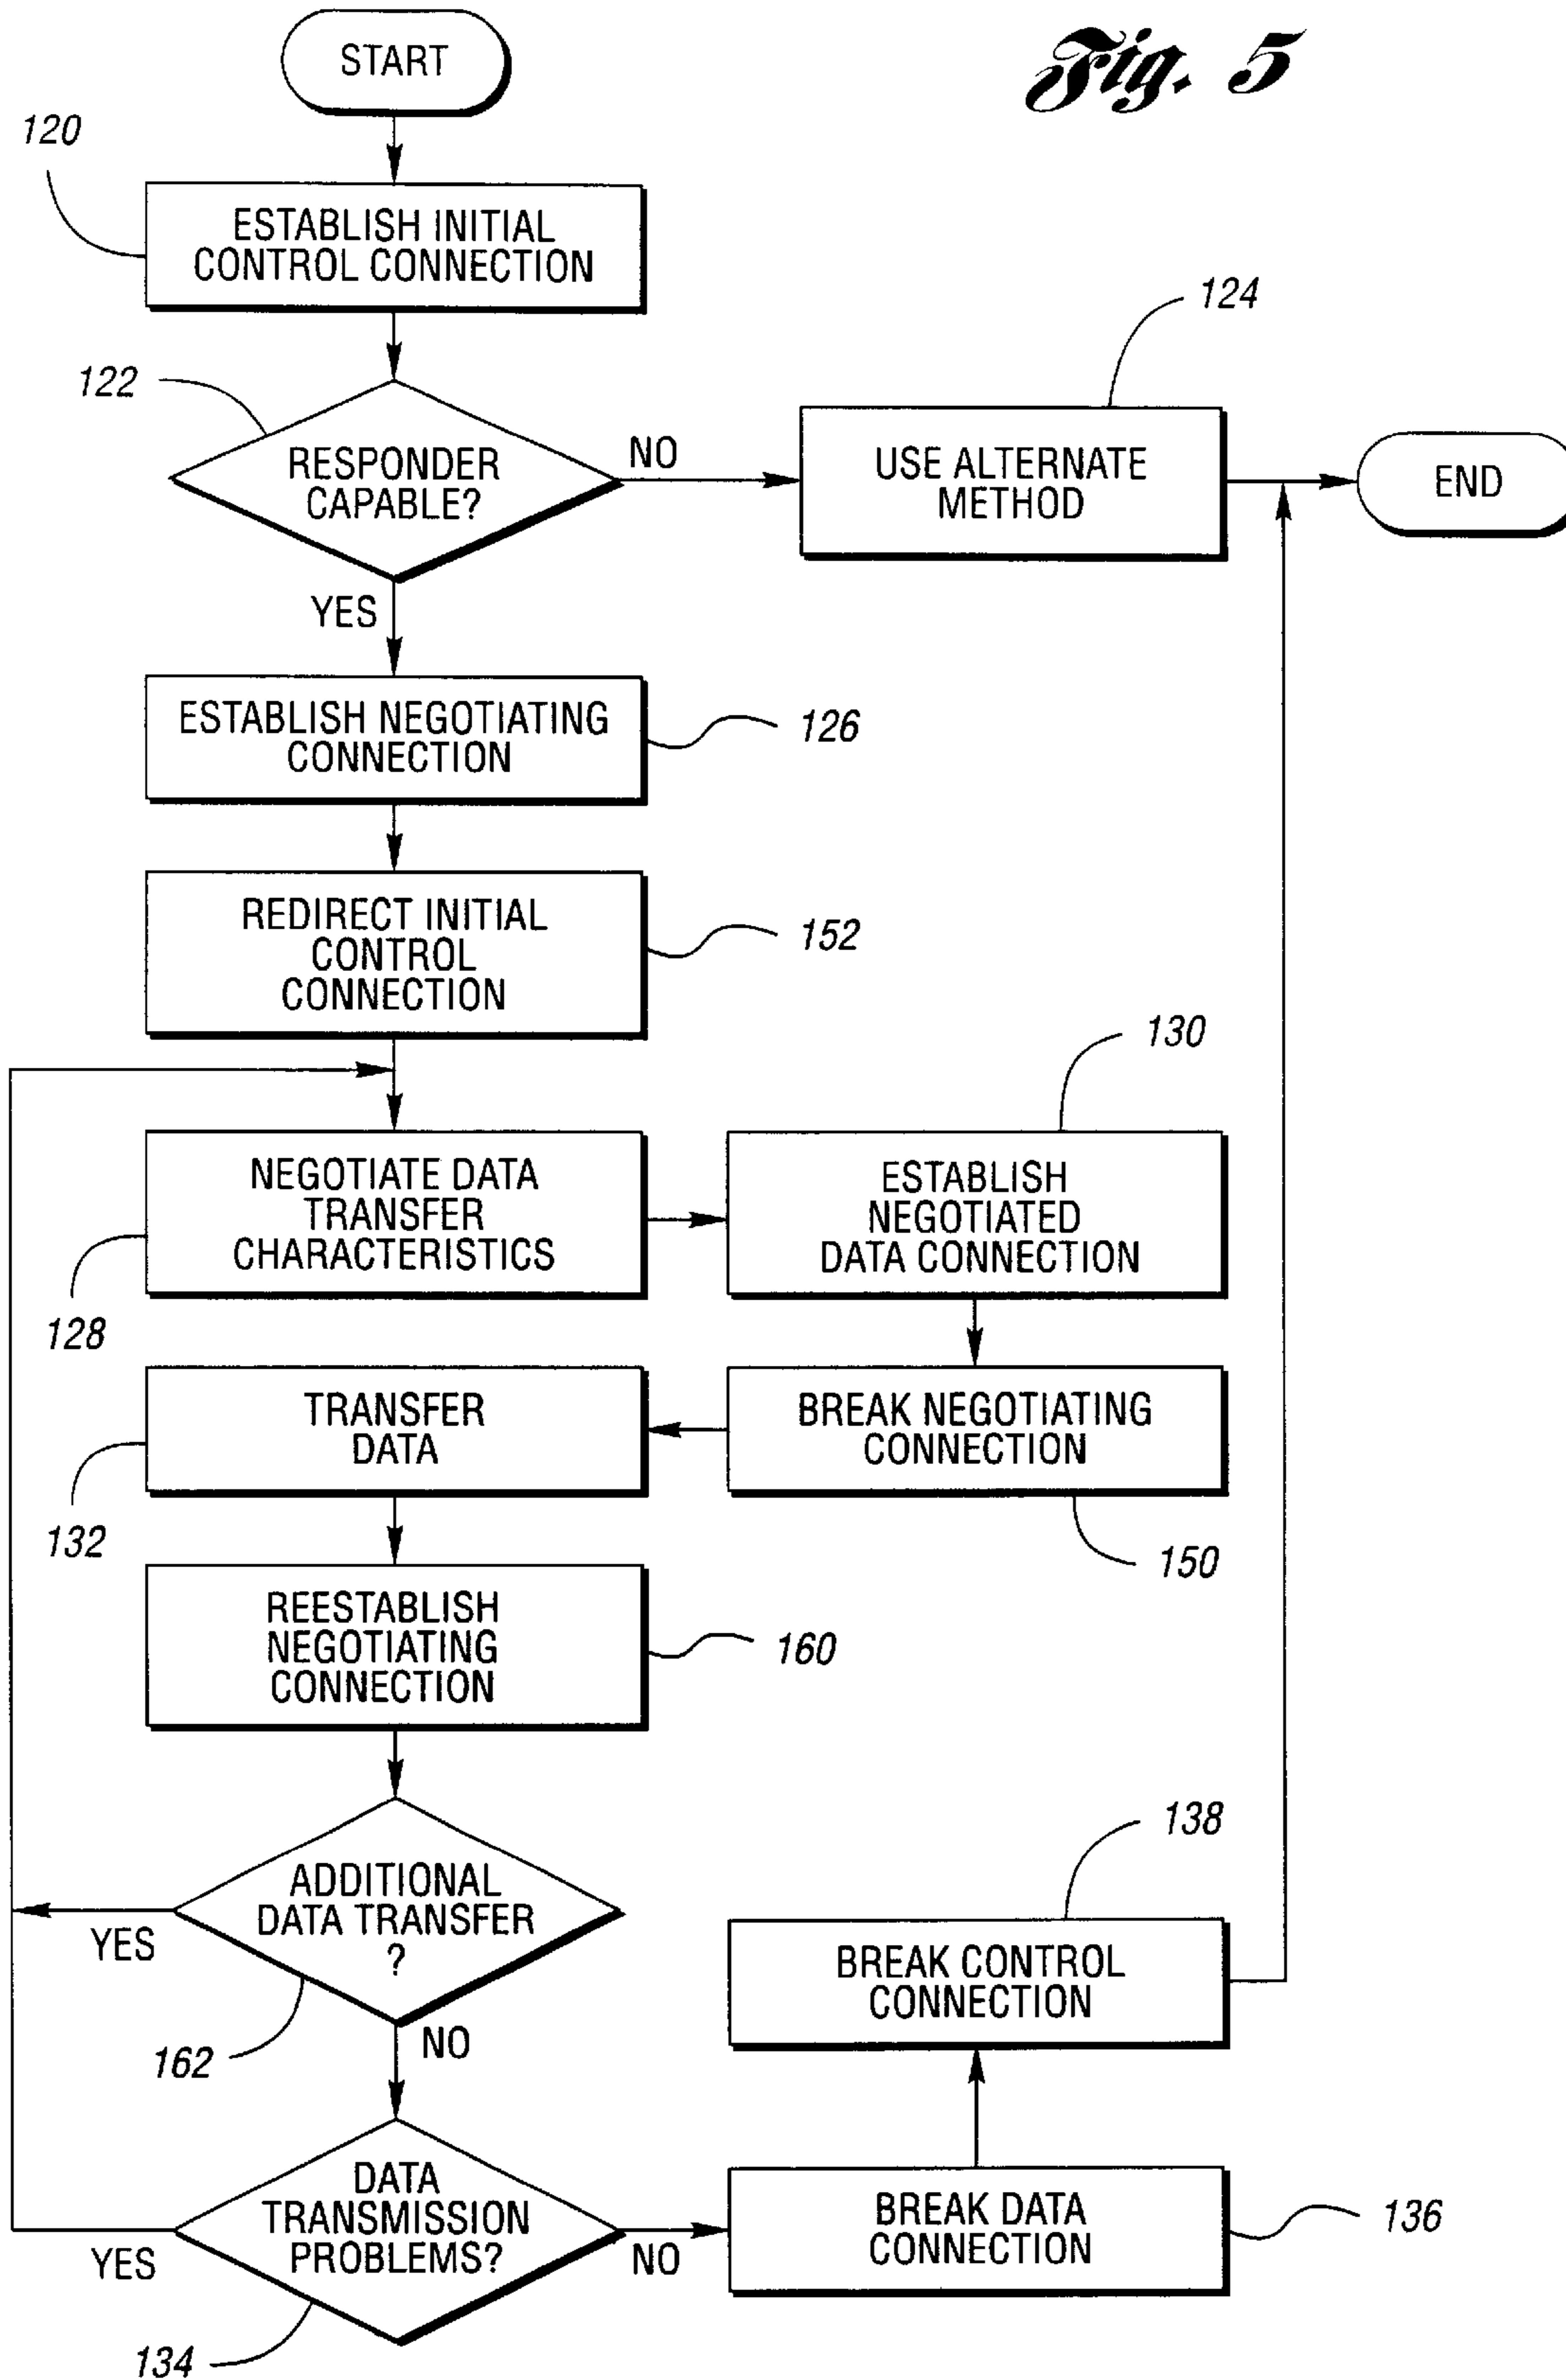 Fig. 5
START
120
ESTABLISH INITIAL
CONTROL CONNECTION
122
RESPONDER
CAPABLE?
NO
124
USE ALTERNATE
METHOD
END
YES
ESTABLISH NEGOTIATING
CONNECTION
126
REDIRECT INITIAL
CONTROL
CONNECTION
152
NEGOTIATE DATA
TRANSFER
CHARACTERISTICS
128
130
ESTABLISH
NEGOTIATED
DATA CONNECTION
BREAK NEGOTIATING
CONNECTION
150
TRANSFER
DATA
132
REESTABLISH
NEGOTIATING
CONNECTION
160
ADDITIONAL
DATA TRANSFER
?
YES
162
NO
DATA
TRANSMISSION
PROBLEMS?
YES
134
NO
BREAK DATA
CONNECTION
136
138
BREAK CONTROL
CONNECTION